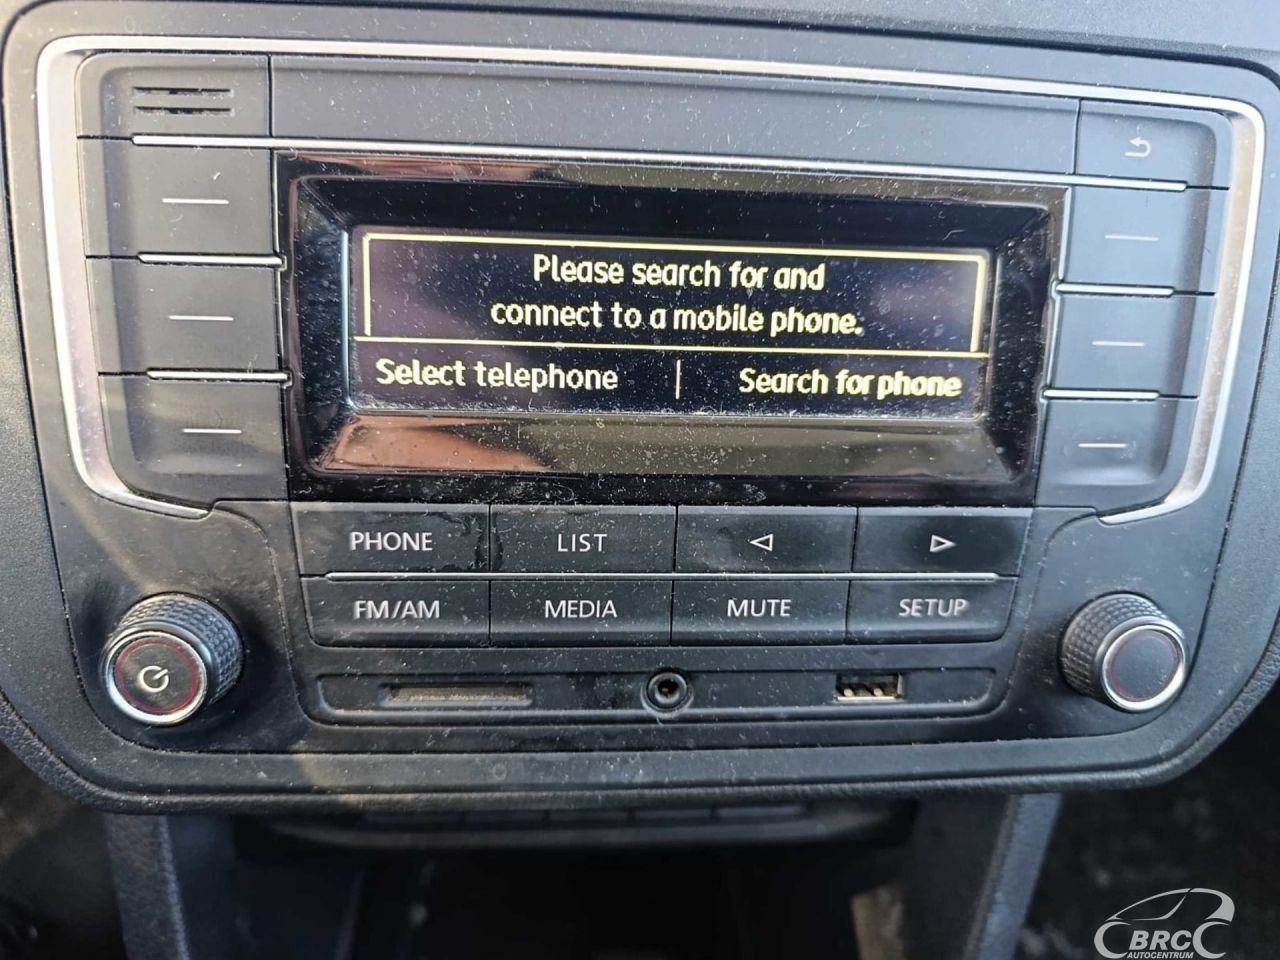 Please search for and
connect to a mobile phone.
Select telephone | Search for phone
PHONE LIST
FM/AM MEDIA MUTE SETUP
BRC
AUTOCENTRUM